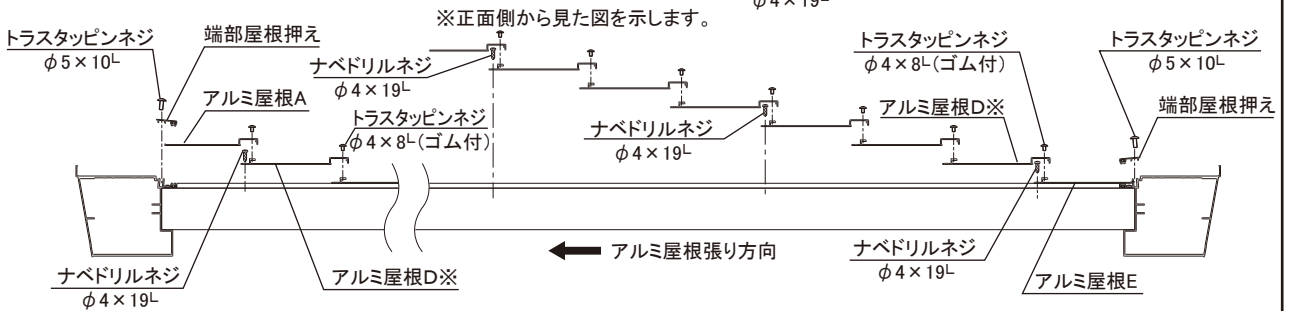 φ4×19L
※正面側から見た図を示します。
トラスタッピンネジ
φ5×10L
端部屋根押え
アルミ屋根A
ナベドリルネジ
φ4×19L
トラスタッピンネジ
φ4×8L(ゴム付)
ナベドリルネジ
φ4×19L
トラスタッピンネジ
φ4×8L(ゴム付)
アルミ屋根D※
トラスタッピンネジ
φ5×10L
端部屋根押え
アルミ屋根張り方向
ナベドリルネジ
φ4×19L
アルミ屋根D※
ナベドリルネジ
φ4×19L
アルミ屋根E